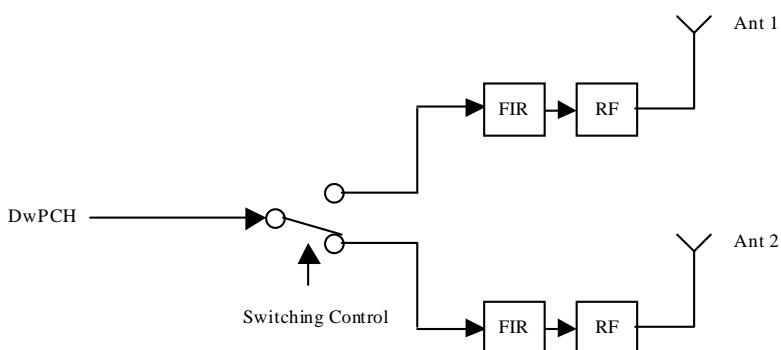 Ant 1
FIR
RF
DwPCH
Ant 2
Switching Control
FIR
RF